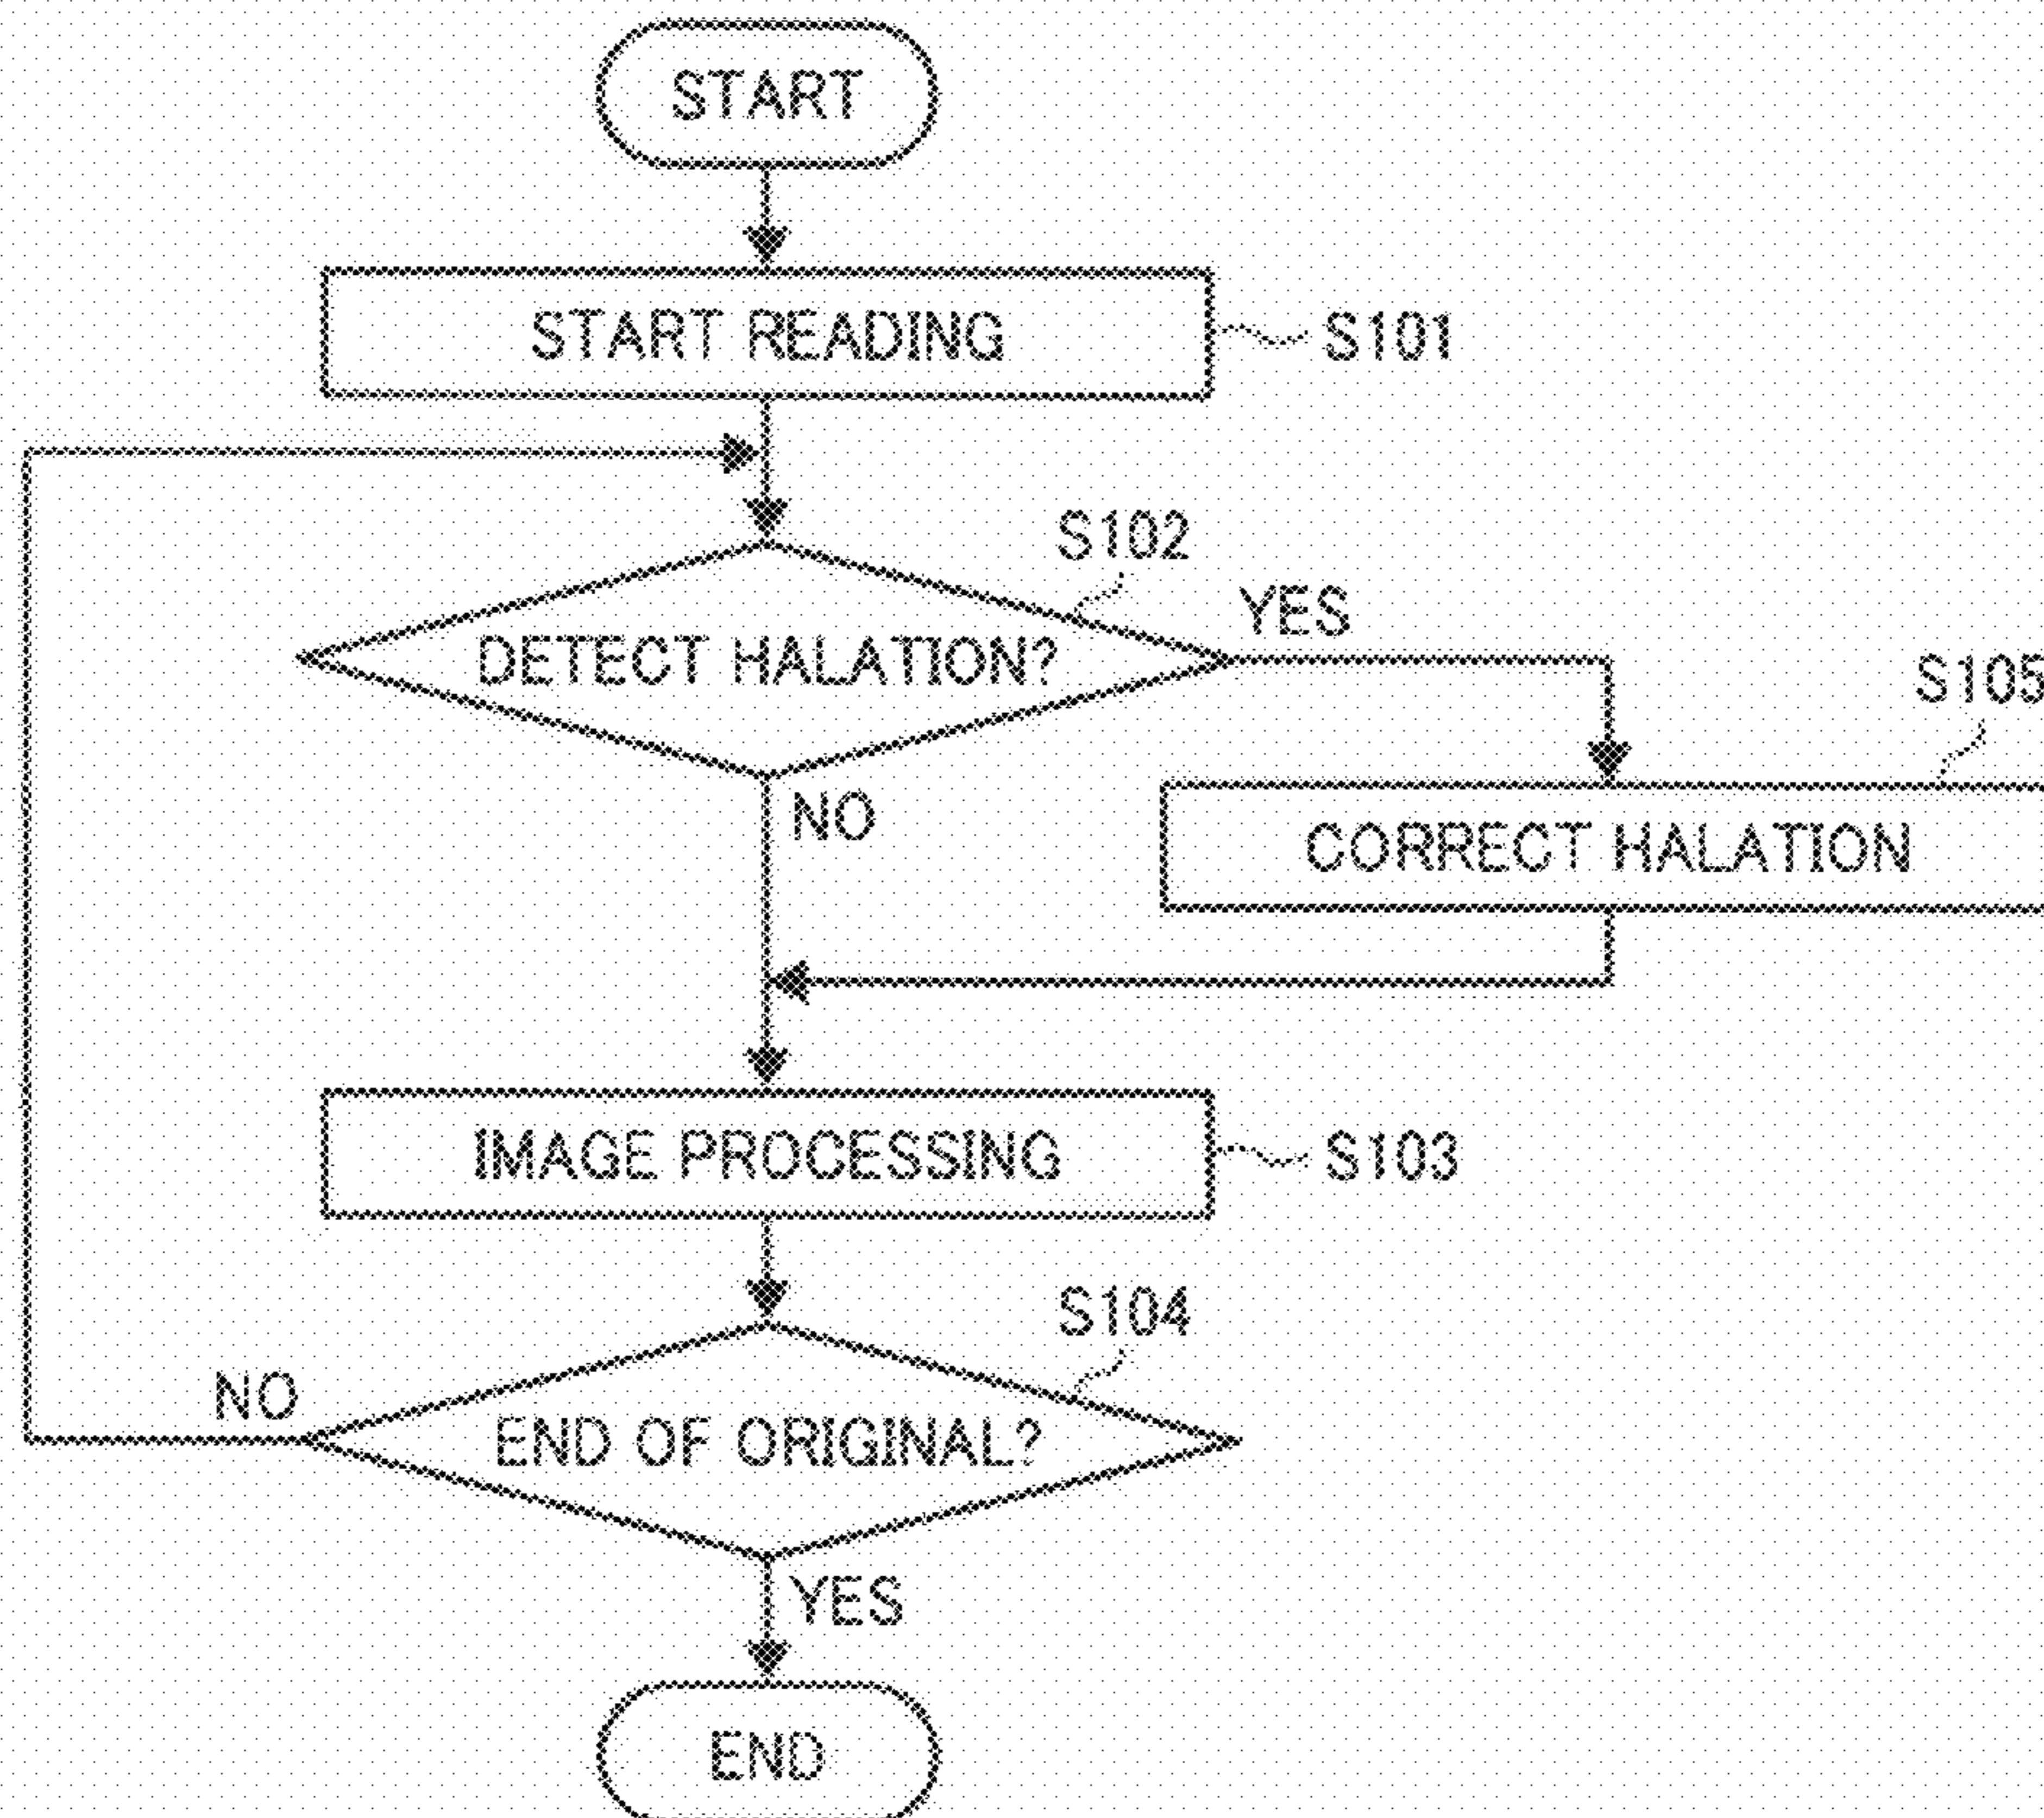 START
START READING
S101
S102
DETECT HALATION?
YES
S105
NO
CORRECT HALATION
IMAGE PROCESSING
S103
S104
NO
END OF ORIGINAL?
YES
END